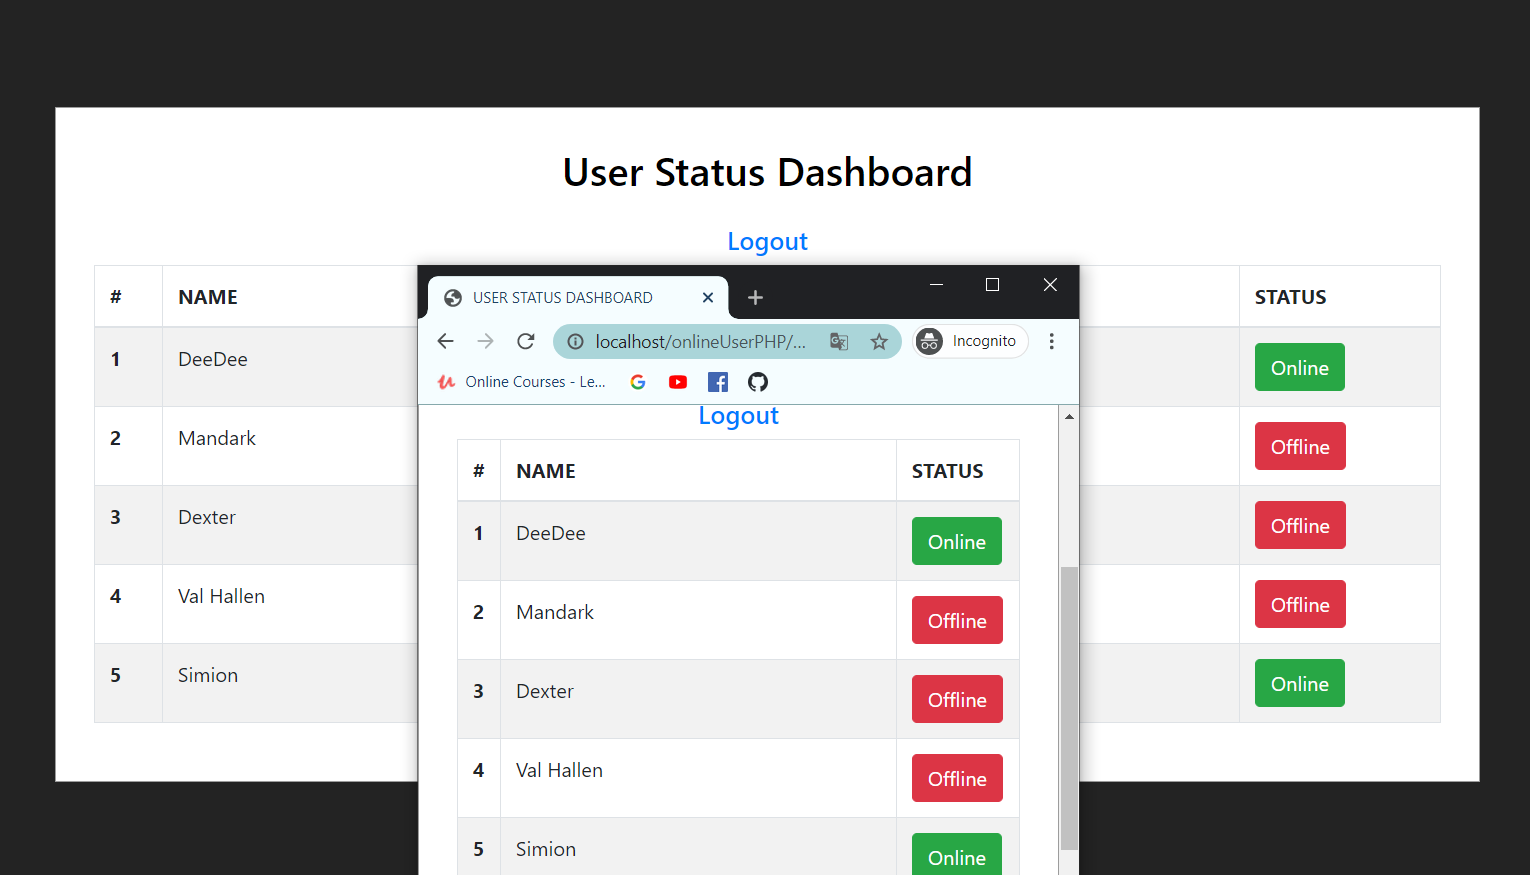 User Status Dashboard
Logout
# NAME STATUS
1 DeeDee Online
2 Mandark Offline
3 Dexter Offline
4 Val Hallen Offline
5 Simion Online
USER STATUS DASHBOARD
localhost/onlineUserPHP/... Incognito
Online Courses - Le...
Logout
# NAME STATUS
1 DeeDee Online
2 Mandark Offline
3 Dexter Offline
4 Val Hallen Offline
5 Simion Online